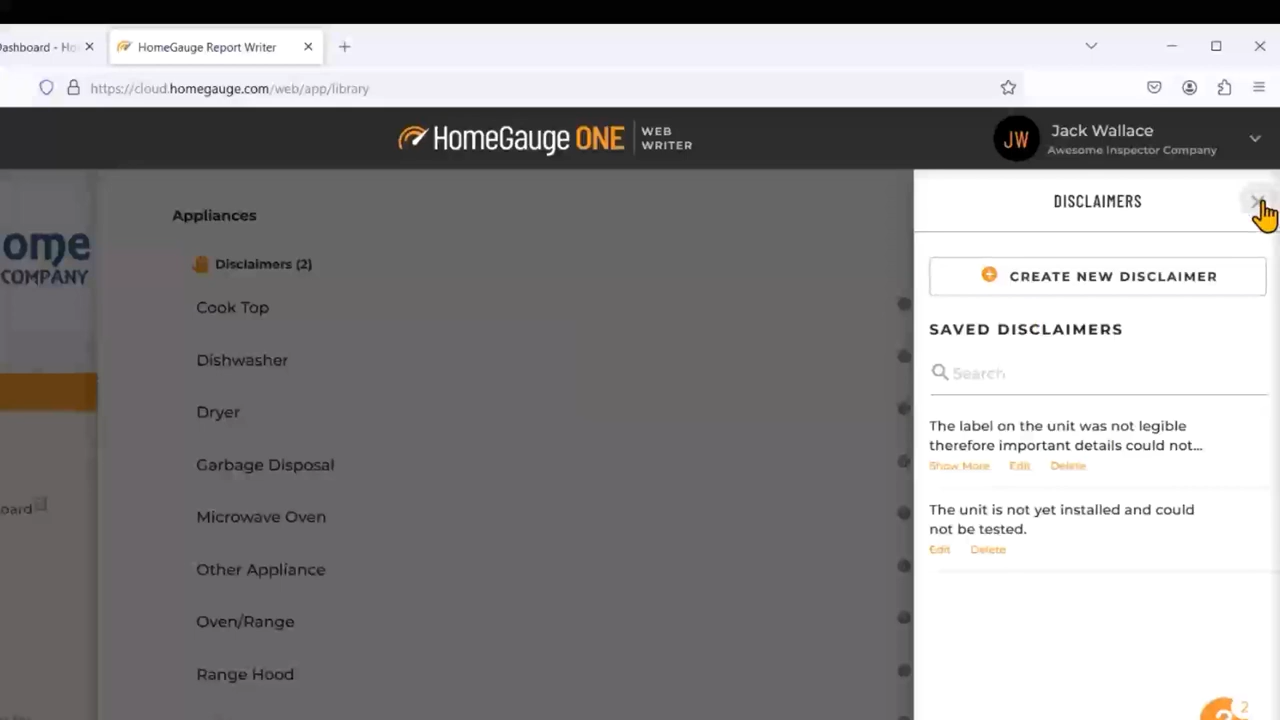 Dashboard - Ho
HomeGauge Report Writer
https://cloud.homegauge.com/web/app/library
HomeGauge ONE
WEB
WRITER
JW
Jack Wallace
Awesome Inspector Company
ome
COMPANY
oard
Appliances
Disclaimers (2)
Cook Top
Dishwasher
Dryer
Garbage Disposal
Microwave Oven
Other Appliance
Oven/Range
Range Hood
DISCLAIMERS
CREATE NEW DISCLAIMER
SAVED DISCLAIMERS
Search
The label on the unit was not legible
therefore important details could not...
Show More Edit Delete
The unit is not yet installed and could
not be tested.
Edit Delete
2